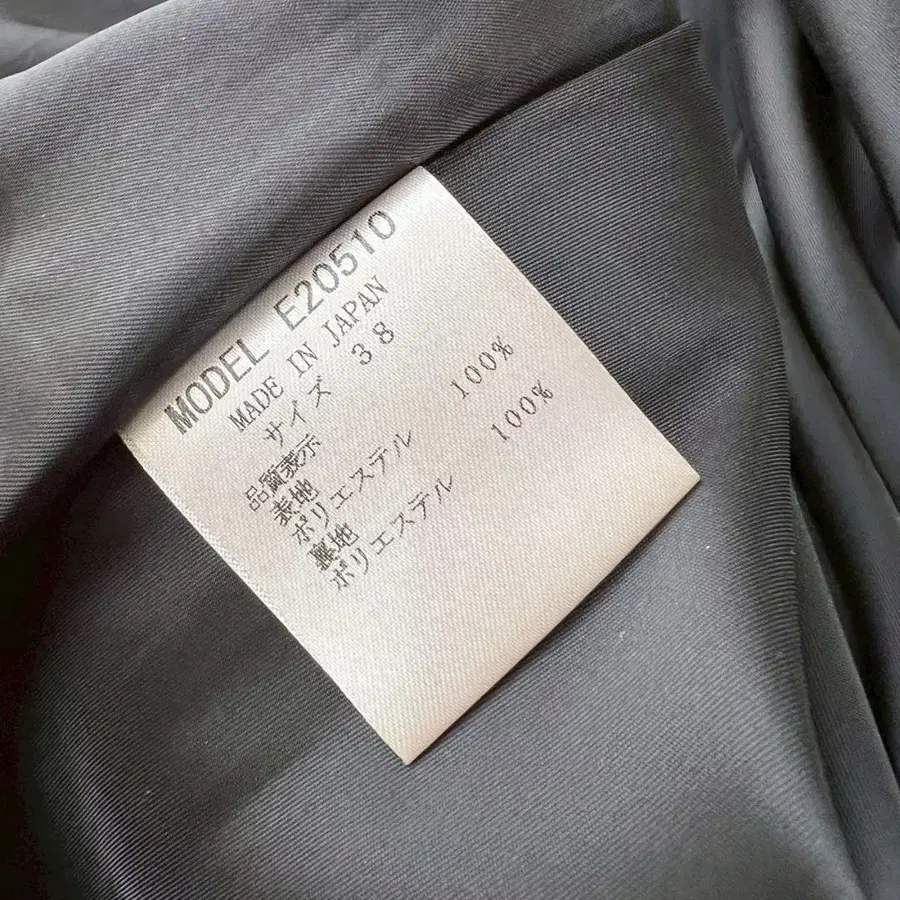 MODEL E20510
MADE IN JAPAN
サイズ 38
品質表示
表地
ポリエステル 100%
裏地
ポリエステル 100%